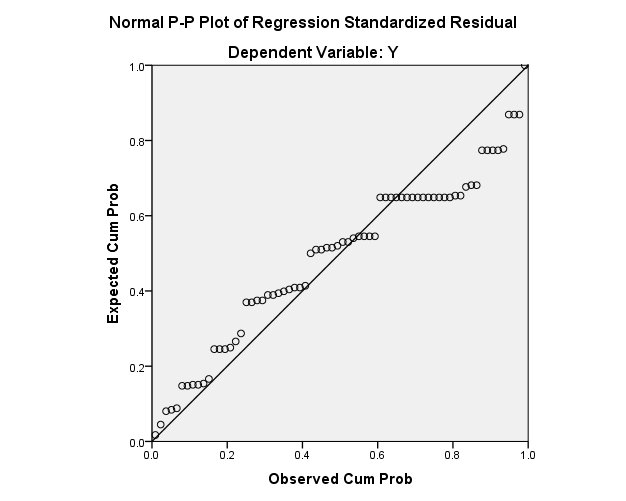 Normal P-P Plot of Regression Standardized Residual
Dependent Variable: Y
Expected Cum Prob
1.0
0.8
0.6
0.4
0.2
0.0
0.0 0.2 0.4 0.6 0.8 1.0
Observed Cum Prob